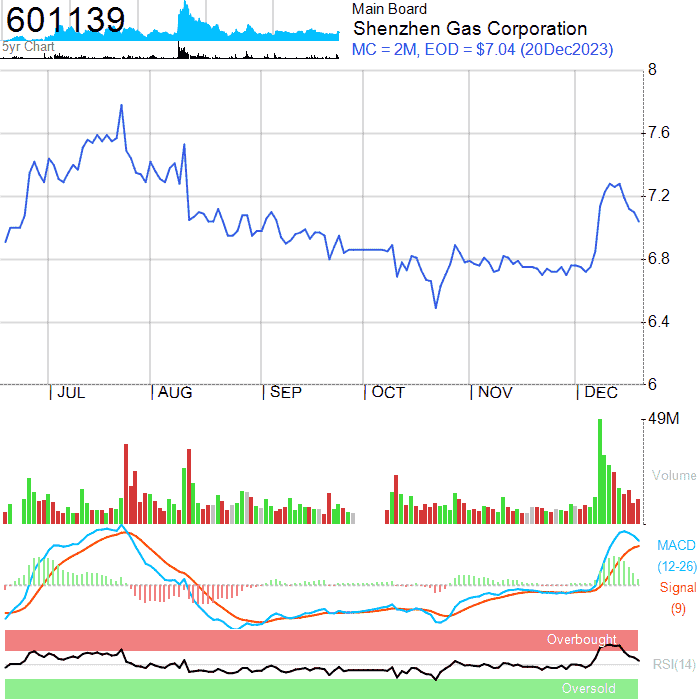 601139
5yr Chart
Main Board
Shenzhen Gas Corporation
MC = 2M, EOD = $7.04 (20Dec2023)
8
7.6
7.2
6.8
6.4
6
JUL
AUG
SEP
OCT
NOV
DEC
49M
Volume
MACD
(12-26)
Signal
(9)
Overbought
RSI(14)
Oversold